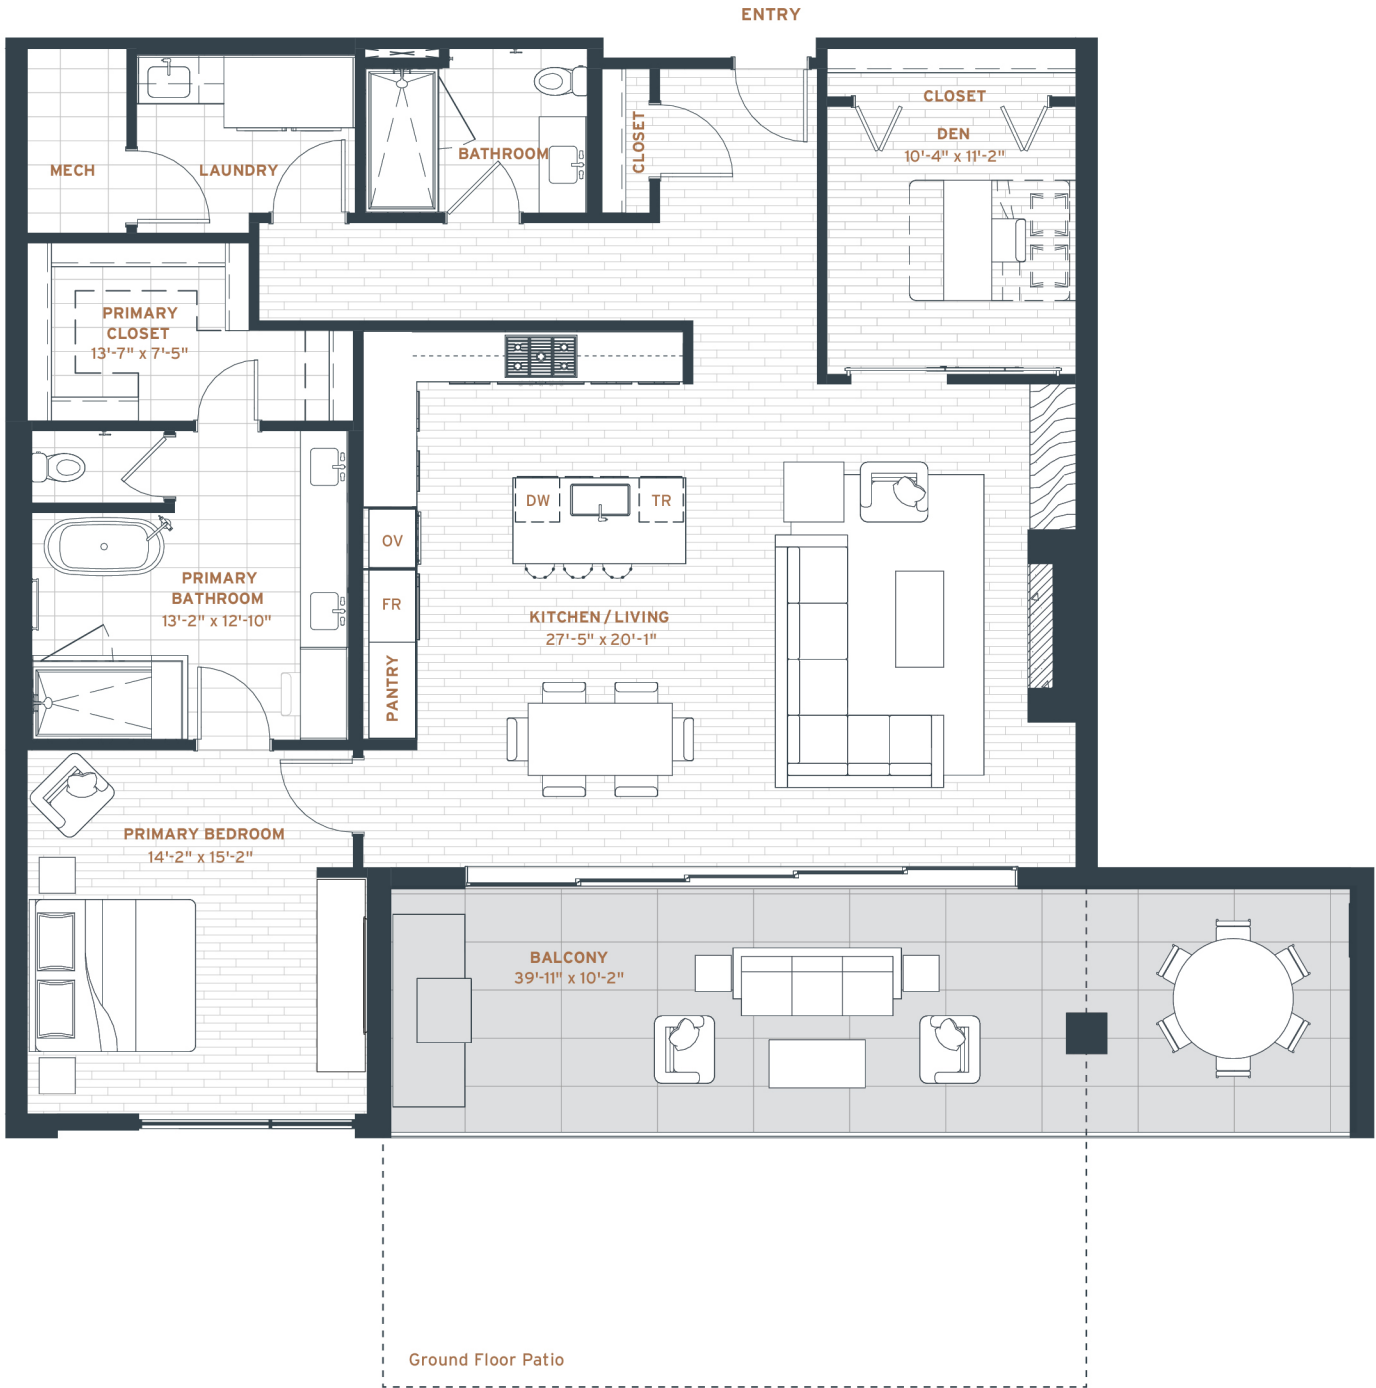 ENTRY
CLOSET
DEN
10'-4" x 11'-2"
CLOSET
BATHROOM
MECH
LAUNDRY
PRIMARY
CLOSET
13'-7" x 7'-5"
DW
TR
OV
FR
PANTRY
PRIMARY
BATHROOM
13'-2" x 12'-10"
KITCHEN / LIVING
27'-5" x 20'-1"
PRIMARY BEDROOM
14'-2" x 15'-2"
BALCONY
39'-11" x 10'-2"
Ground Floor Patio